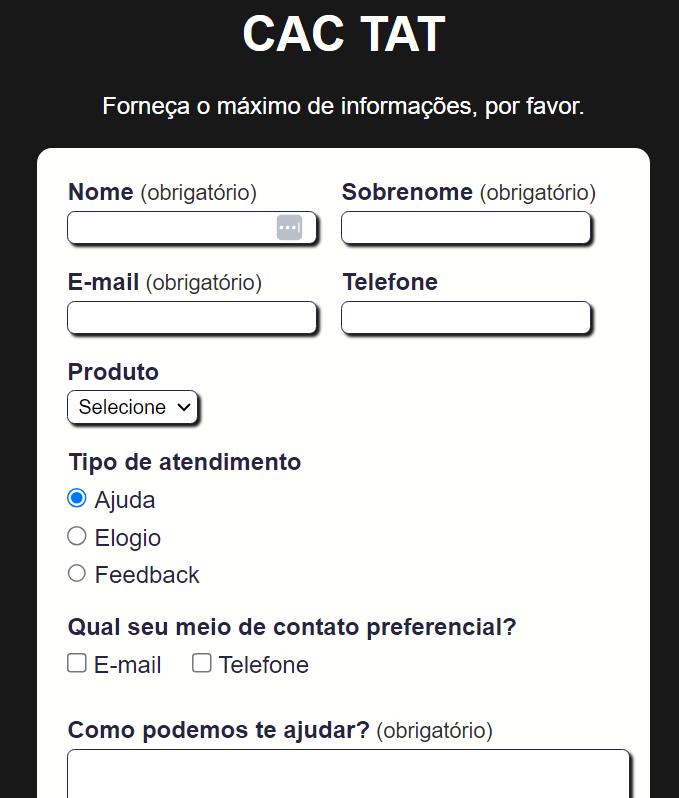 CAC TAT
Forneça o máximo de informações, por favor.
Nome (obrigatório) Sobrenome (obrigatório)
E-mail (obrigatório) Telefone
Produto
Selecione
Tipo de atendimento
Ajuda
Elogio
Feedback
Qual seu meio de contato preferencial?
E-mail Telefone
Como podemos te ajudar? (obrigatório)